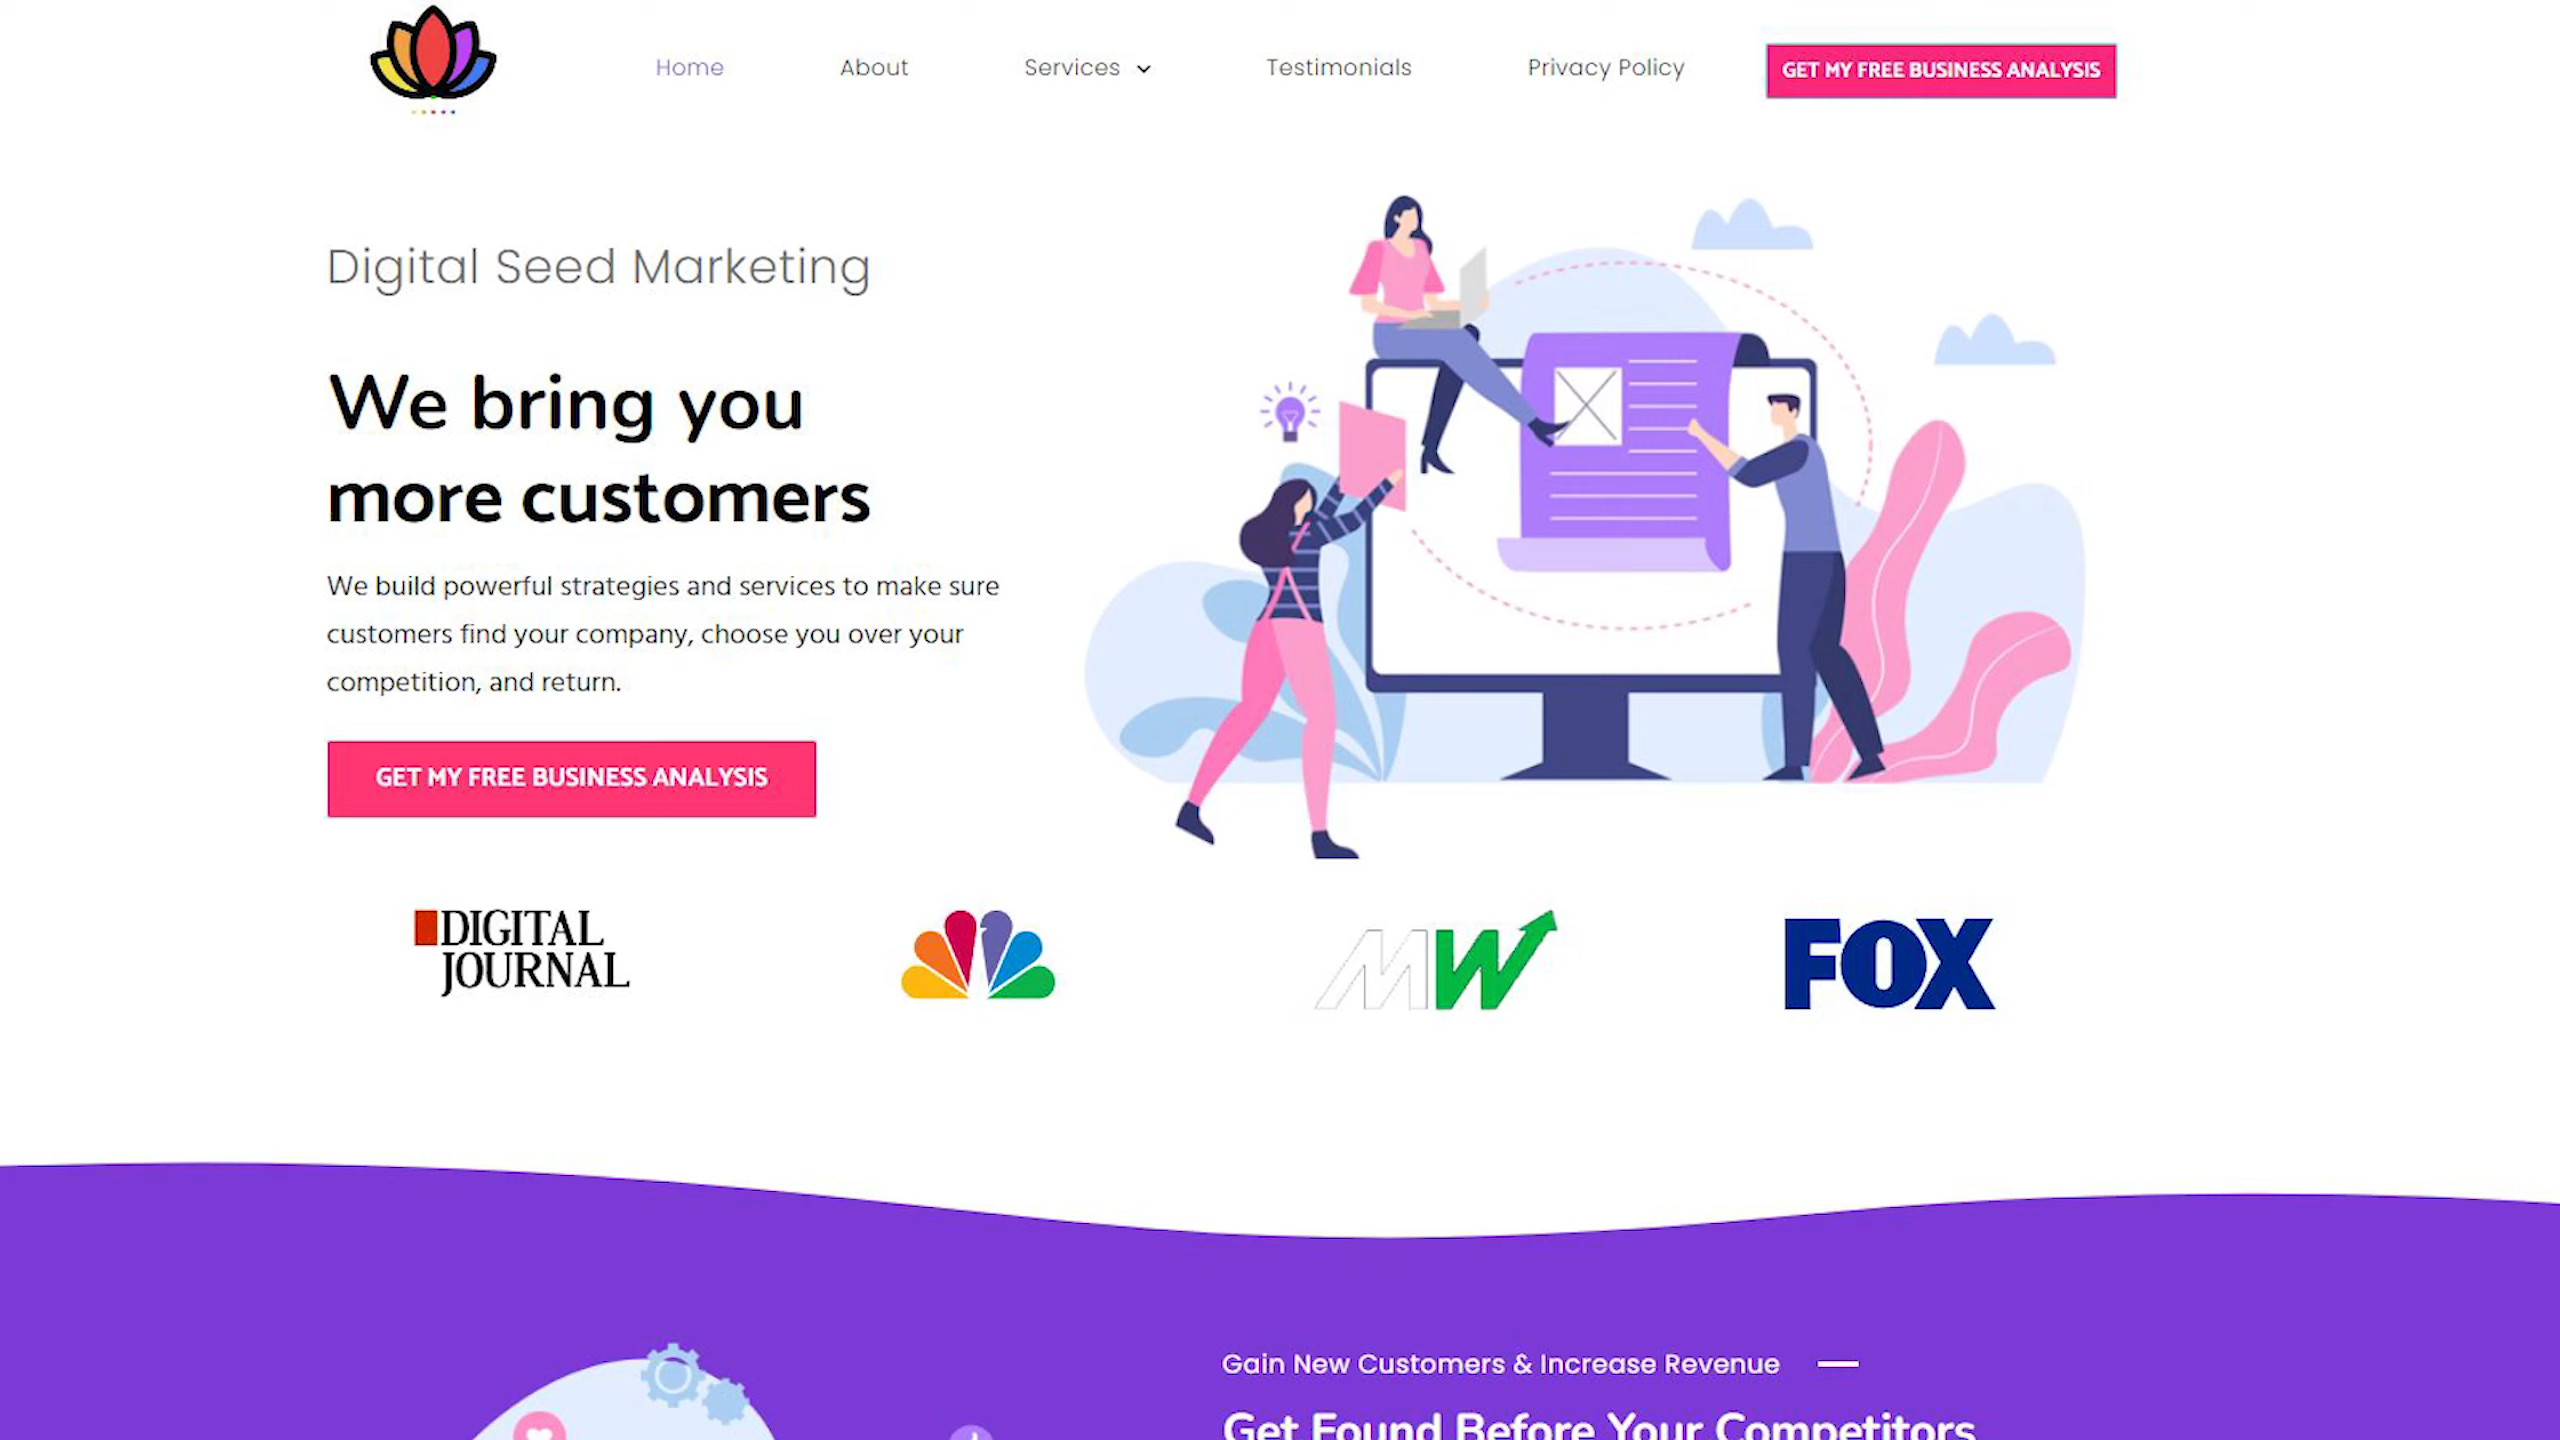 Home
About
Services
Testimonials
Privacy Policy
GET MY FREE BUSINESS ANALYSIS
Digital Seed Marketing
We bring you
more customers
We build powerful strategies and services to make sure
customers find your company, choose you over your
competition, and return.
GET MY FREE BUSINESS ANALYSIS
DIGITAL
JOURNAL
MW
FOX
Gain New Customers & Increase Revenue
Get Found Before Your Competitors